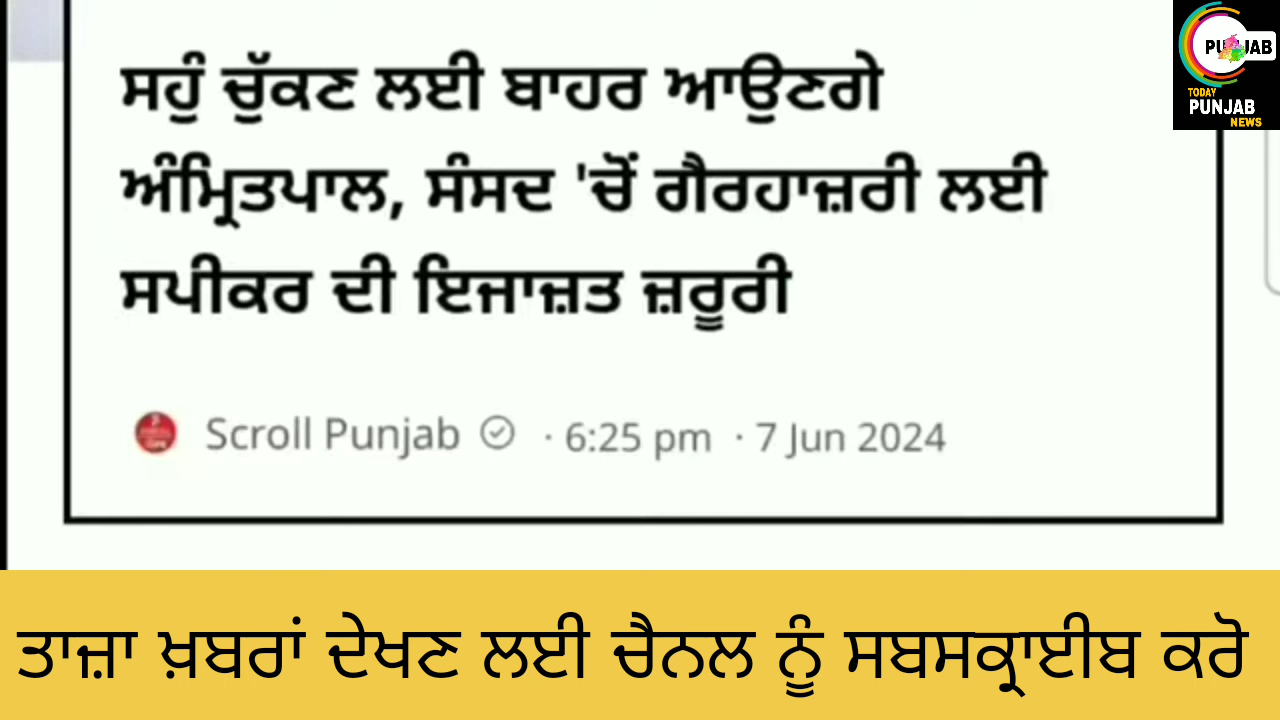 ਸਹੁੰ ਚੁੱਕਣ ਲਈ ਬਾਹਰ ਆਉਣਗੇ
ਅੰਮ੍ਰਿਤਪਾਲ, ਸੰਸਦ 'ਚੋਂ ਗੈਰਹਾਜ਼ਰੀ ਲਈ
ਸਪੀਕਰ ਦੀ ਇਜਾਜ਼ਤ ਜ਼ਰੂਰੀ
Scroll Punjab · 6:25 pm · 7 Jun 2024
PUNJAB
TODAY
PUNJAB
NEWS
ਤਾਜ਼ਾ ਖ਼ਬਰਾਂ ਦੇਖਣ ਲਈ ਚੈਨਲ ਨੂੰ ਸਬਸਕ੍ਰਾਈਬ ਕਰੋ